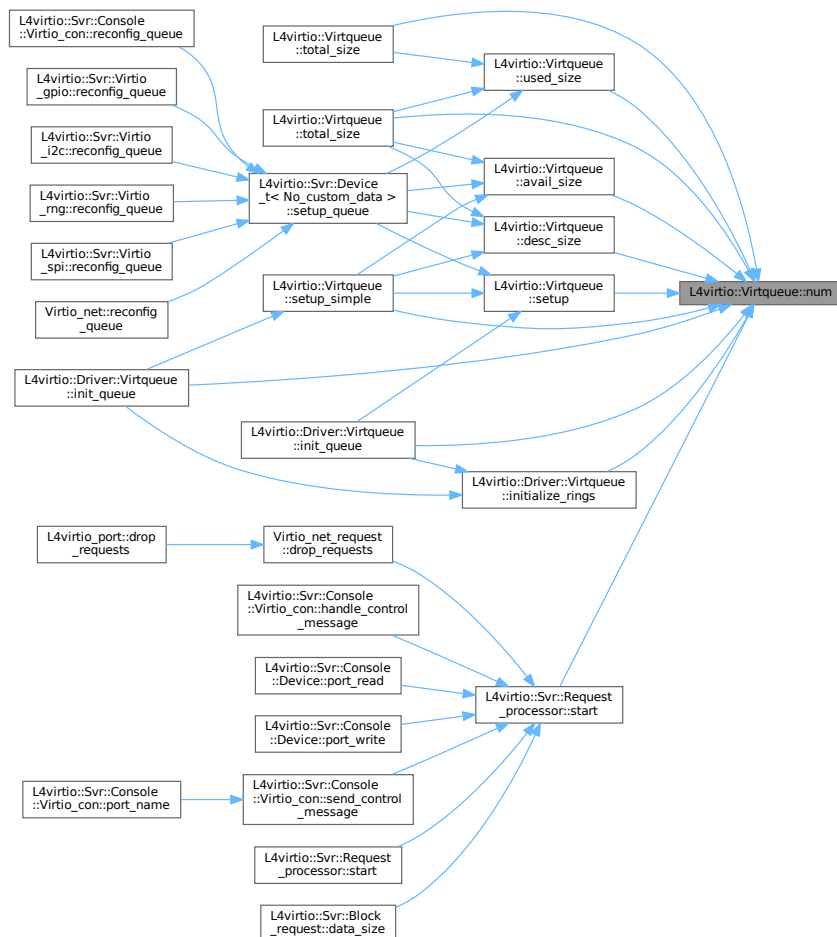 L4virtio::Svr::Console
::Virtio_con::reconfig_queue
L4virtio::Svr::Virtio
_gpio::reconfig_queue
L4virtio::Svr::Virtio
_i2c::reconfig_queue
L4virtio::Svr::Virtio
_rng::reconfig_queue
L4virtio::Svr::Virtio
_spi::reconfig_queue
Virtio_net::reconfig
_queue
L4virtio::Driver::Virtqueue
::init_queue
L4virtio::Virtqueue
::total_size
L4virtio::Virtqueue
::total_size
L4virtio::Svr::Device
_t< No_custom_data >
::setup_queue
L4virtio::Virtqueue
::setup_simple
L4virtio::Driver::Virtqueue
::init_queue
L4virtio::Virtqueue
::used_size
L4virtio::Virtqueue
::avail_size
L4virtio::Virtqueue
::desc_size
L4virtio::Virtqueue
::setup
L4virtio::Driver::Virtqueue
::initialize_rings
L4virtio::Virtqueue::num
L4virtio_port::drop
_requests
Virtio_net_request
::drop_requests
L4virtio::Svr::Console
::Virtio_con::handle_control
_message
L4virtio::Svr::Console
::Device::port_read
L4virtio::Svr::Console
::Device::port_write
L4virtio::Svr::Console
::Virtio_con::port_name
L4virtio::Svr::Console
::Virtio_con::send_control
_message
L4virtio::Svr::Request
_processor::start
L4virtio::Svr::Block
_request::data_size
L4virtio::Svr::Request
_processor::start